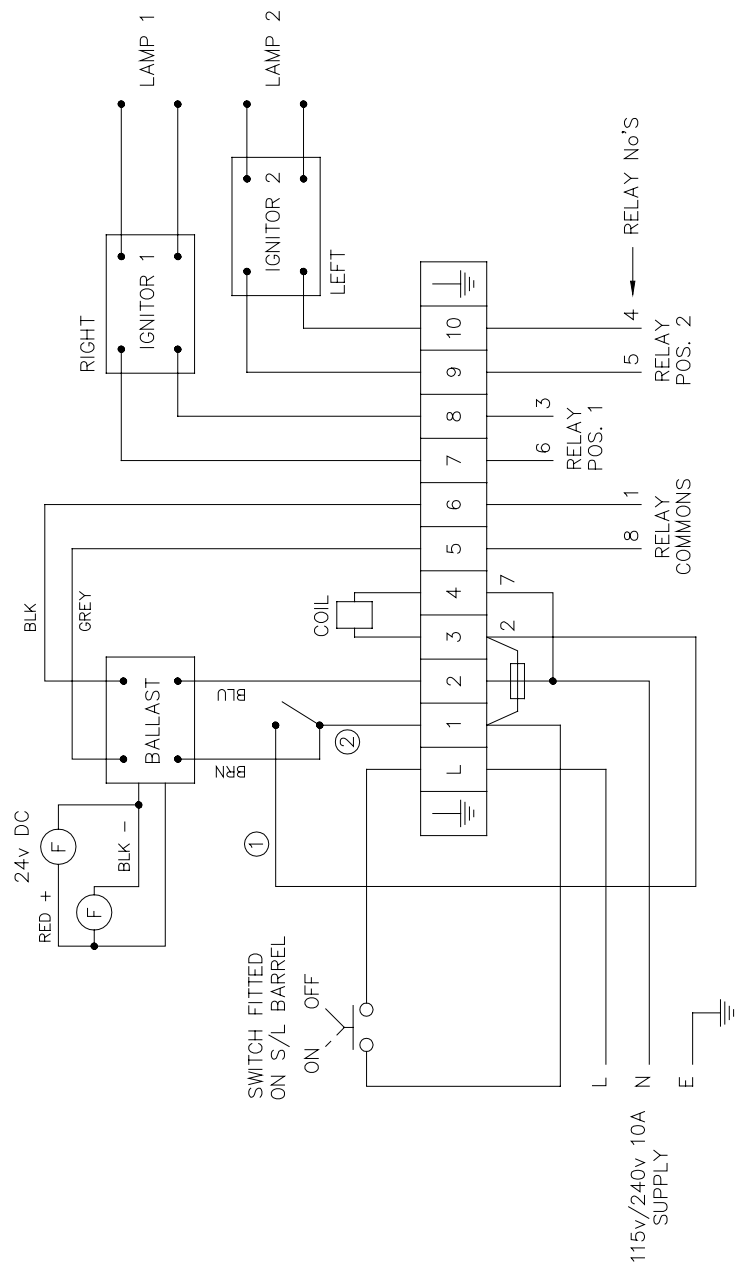 24v DC
RED +
BLK -
F
F
BLK
GREY
BALLAST
BRN
BLU
RIGHT
IGNITOR 1
LAMP 1
IGNITOR 2
LEFT
LAMP 2
COIL
1
2
SWITCH FITTED
ON S/L BARREL
ON
OFF
L
1
2
3
4
5
6
7
8
9
10
2
7
8
1
RELAY
COMMONS
6
3
RELAY
POS. 1
5
4
RELAY
POS. 2
RELAY No'S
L
N
E
115v/240v 10A
SUPPLY